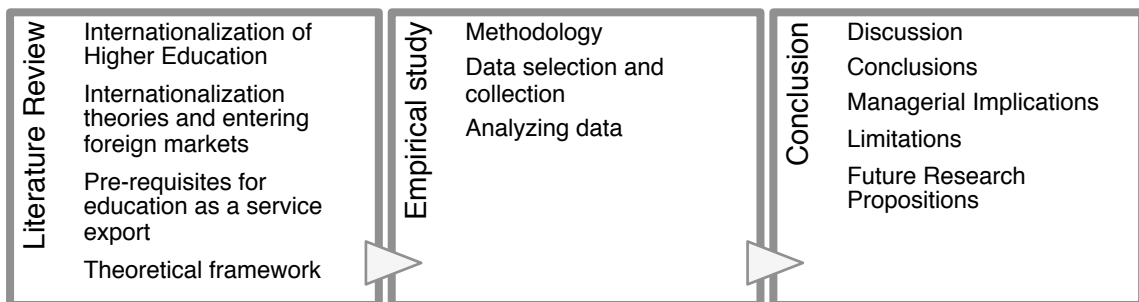 Literature Review
Internationalization of
Higher Education
Internationalization
theories and entering
foreign markets
Pre-requisites for
education as a service
export
Theoretical framework
Empirical study
Methodology
Data selection and
collection
Analyzing data
Conclusion
Discussion
Conclusions
Managerial Implications
Limitations
Future Research
Propositions